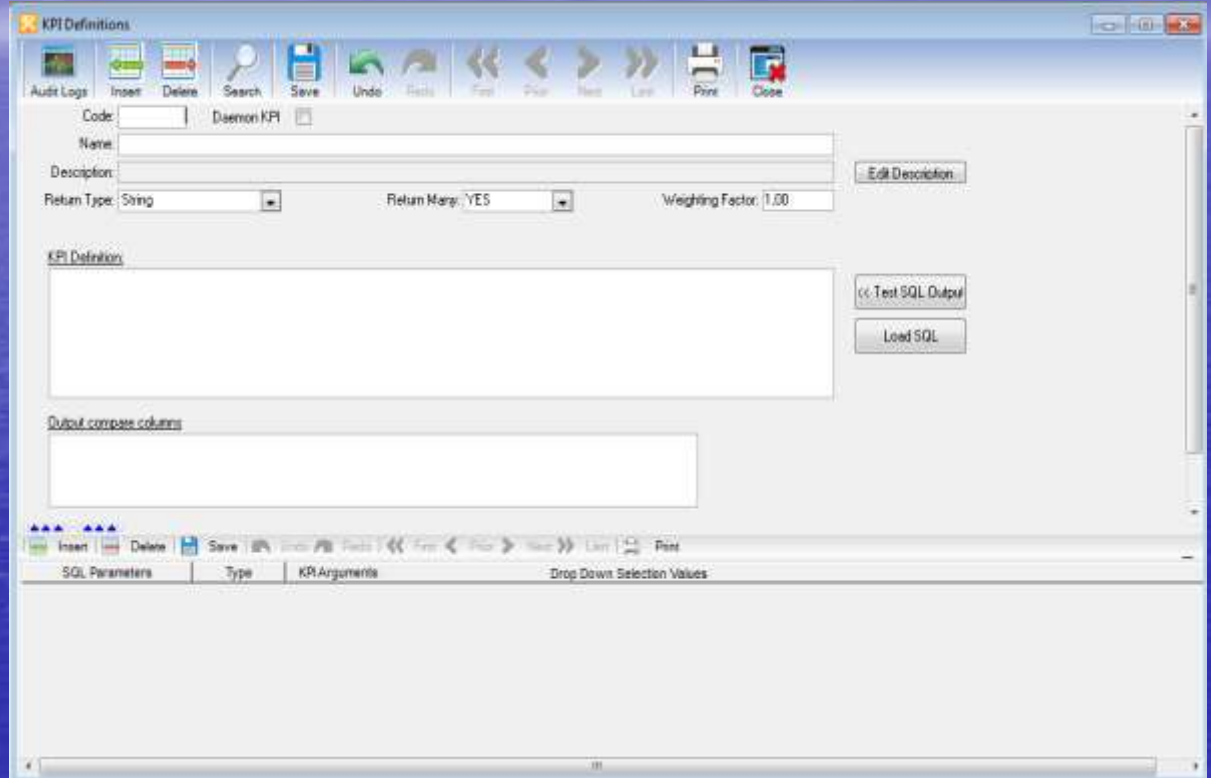 KPI Definitions
Audit Logs Insert Delete Search Save Undo Redo First Prior Next Last Print Close
Code: Daemon KPI
Name:
Description: Edit Description
Return Type: String Return Many: YES Weighting Factor: 1.00
KPI Definition:
<< Test SQL Output
Load SQL
Output compare columns
Insert Delete Save Undo Redo First Prior Next Last Print
SQL Parameters Type KPI Arguments Drop Down Selection Values